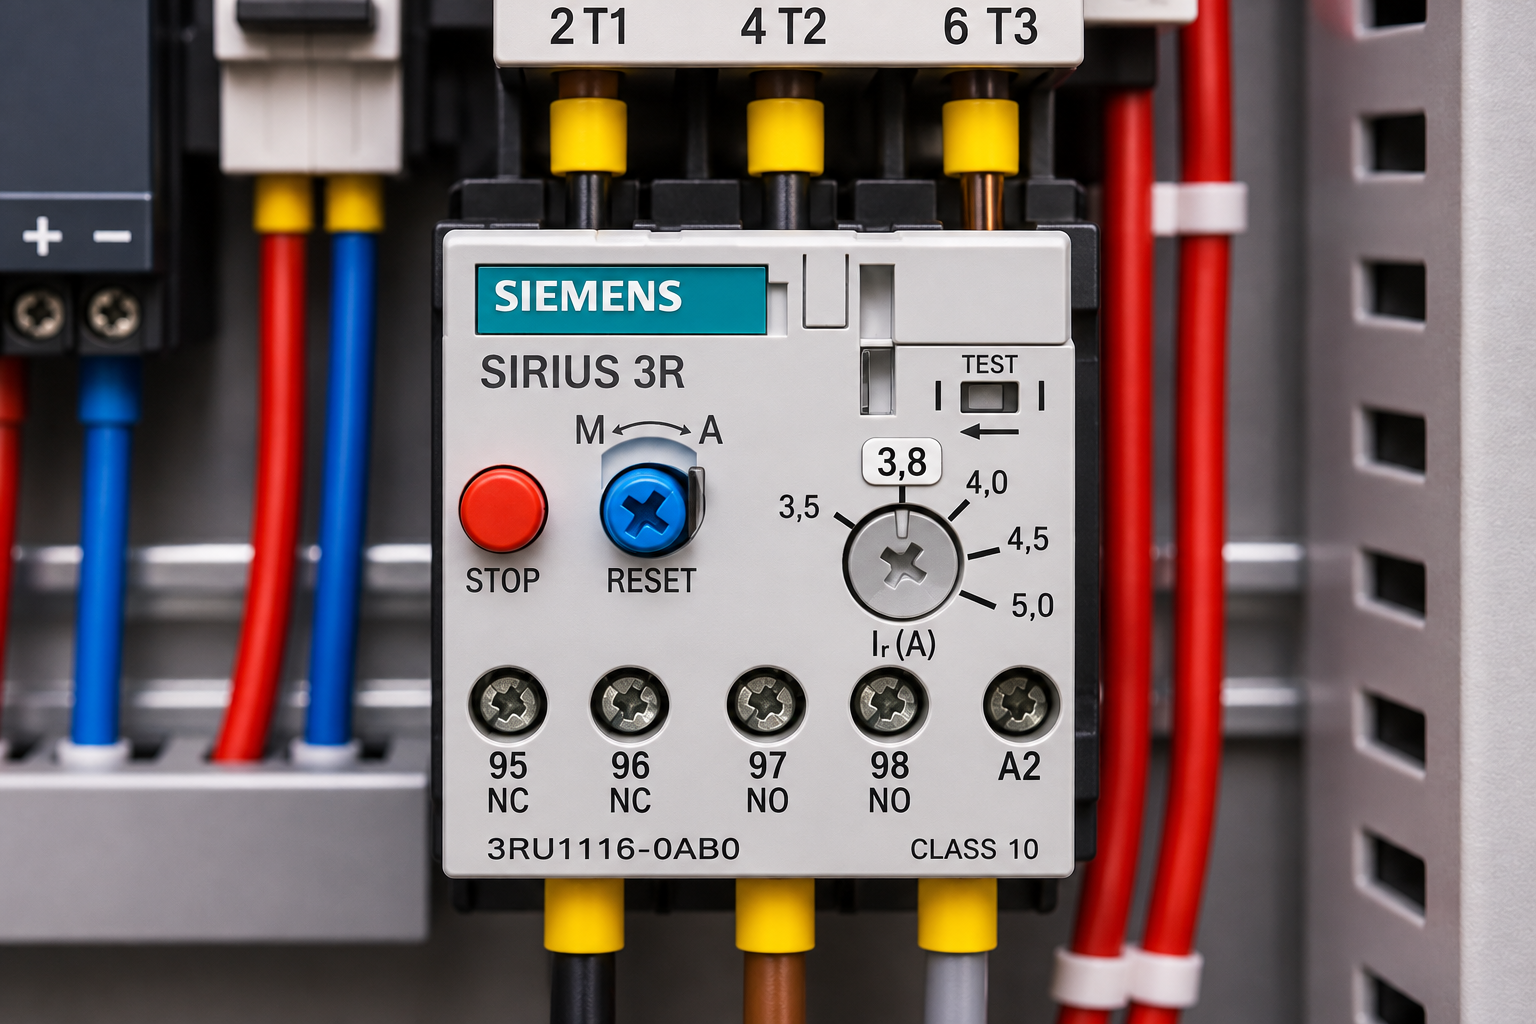 2 T1 4 T2 6 T3
+ −
SIEMENS
SIRIUS 3R
TEST
M A
3,8
3,5
4,0
4,5
5,0
STOP
RESET
Ir (A)
95 96 97 98 A2
NC NC NO NO
3RU1116-0AB0
CLASS 10